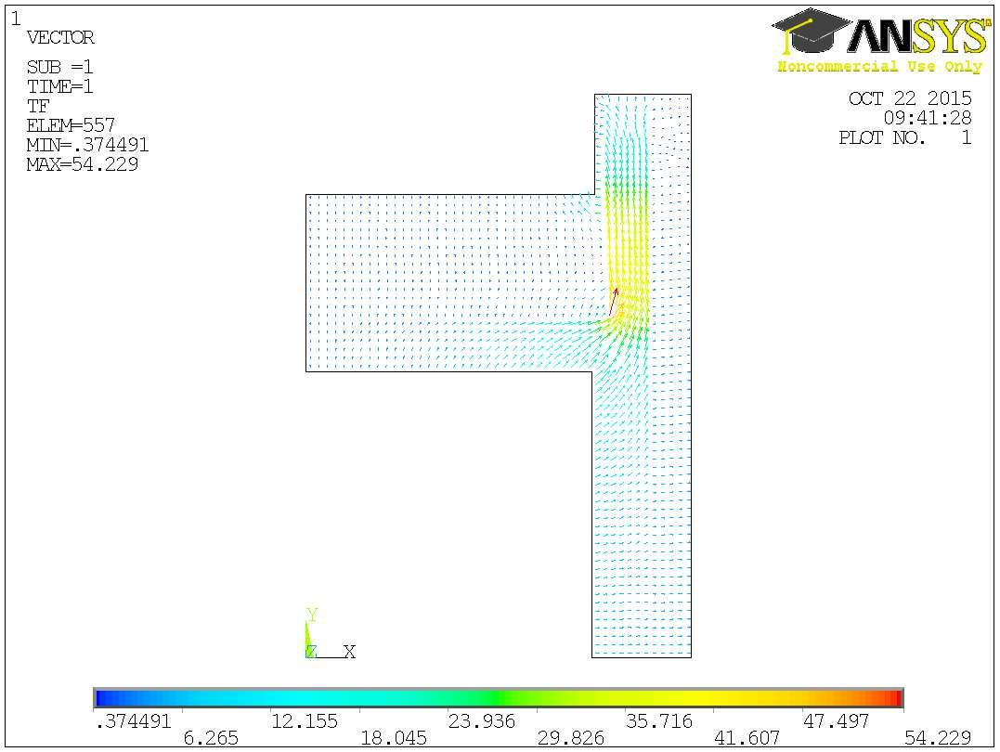 1
VECTOR
SUB =1
TIME=1
TF
ELEM=557
MIN=.374491
MAX=54.229
ANSYS
Noncommercial Use Only
OCT 22 2015
09:41:28
PLOT NO. 1
Y
Z X
.374491 12.155 23.936 35.716 47.497
6.265 18.045 29.826 41.607 54.229